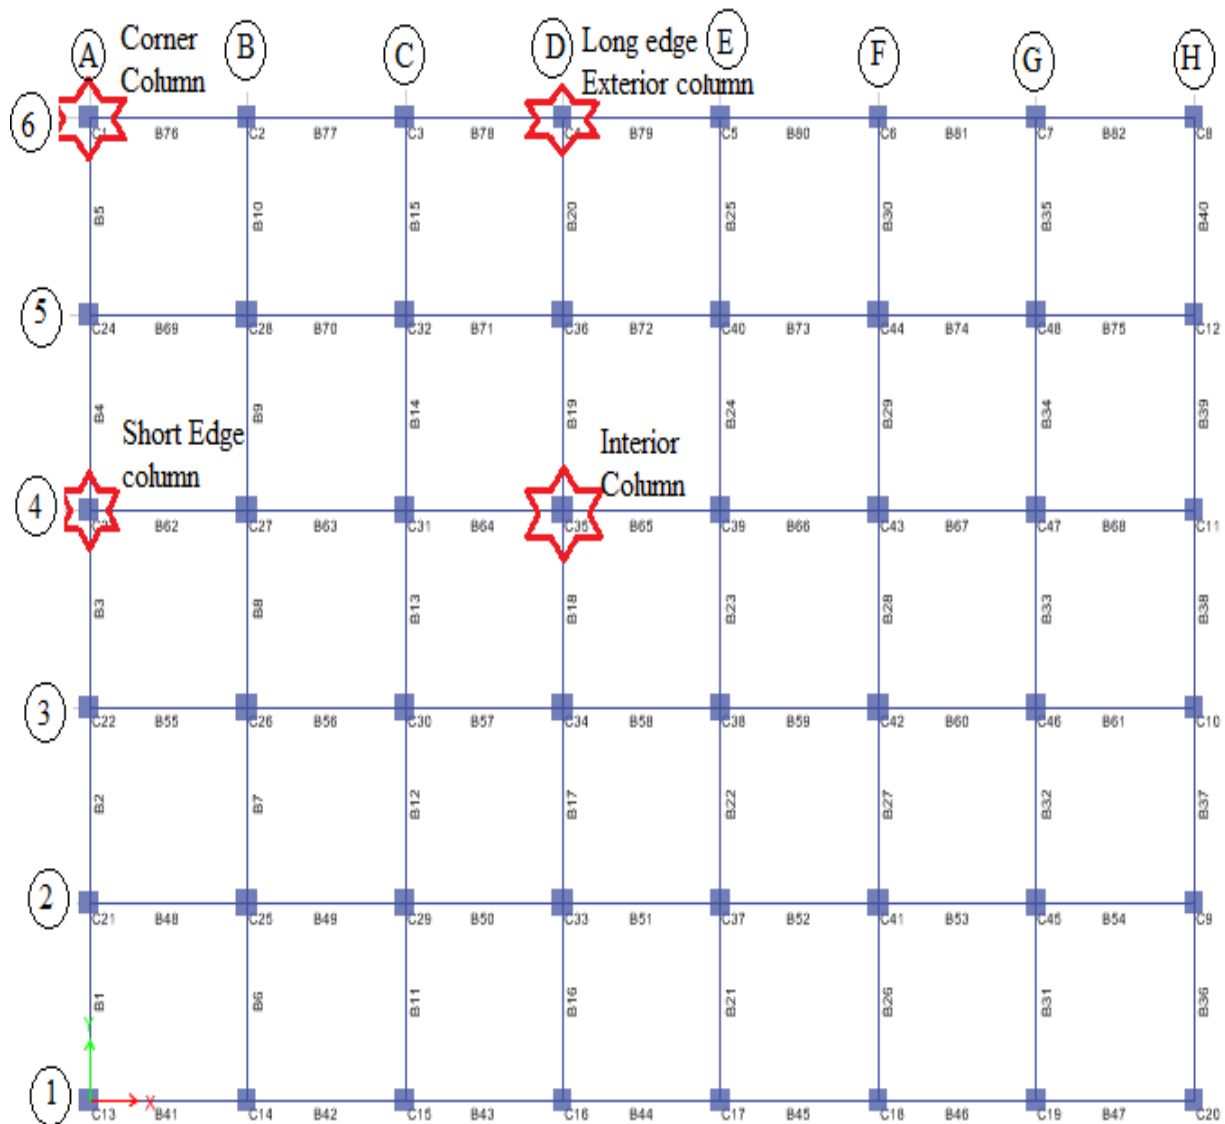 A Corner Column B C D Long edge Exterior column E F G H
6
B76 C2 B77 C3 B78 B79 C5 B80 C6 B81 C7 B82 C8
B5 B10 B15 B20 B25 B30 B35 B40
5
C24 B69 C28 B70 C32 B71 C36 B72 C40 B73 C44 B74 C48 B75 C12
B4 B9 B14 B19 B24 B29 B34 B39
Short Edge column
Interior Column
4
B62 C27 B63 C31 B64 C35 B65 C39 B66 C43 B67 C47 B68 C11
B3 B8 B13 B18 B23 B28 B33 B38
3
C22 B55 C26 B56 C30 B57 C34 B58 C38 B59 C42 B60 C46 B61 C10
B2 B7 B12 B17 B22 B27 B32 B37
2
C21 B48 C25 B49 C29 B50 C33 B51 C37 B52 C41 B53 C45 B54 C9
B1 B6 B11 B16 B21 B26 B31 B36
Y
1
X
C13 B41 C14 B42 C15 B43 C16 B44 C17 B45 C18 B46 C19 B47 C20